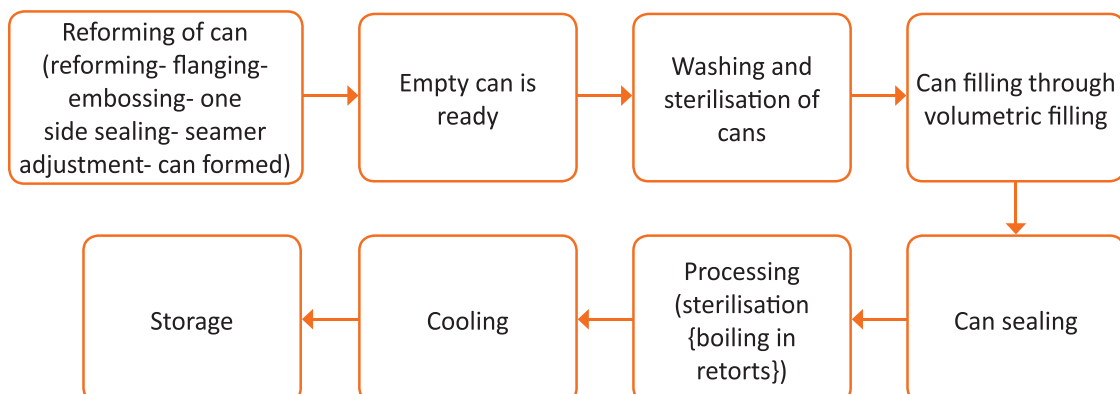 Reforming of can
(reforming- flanging-
embossing- one
side sealing- seamer
adjustment- can formed)
Empty can is
ready
Washing and
sterilisation of
cans
Can filling through
volumetric filling
Can sealing
Processing
(sterilisation
{boiling in
retorts})
Cooling
Storage